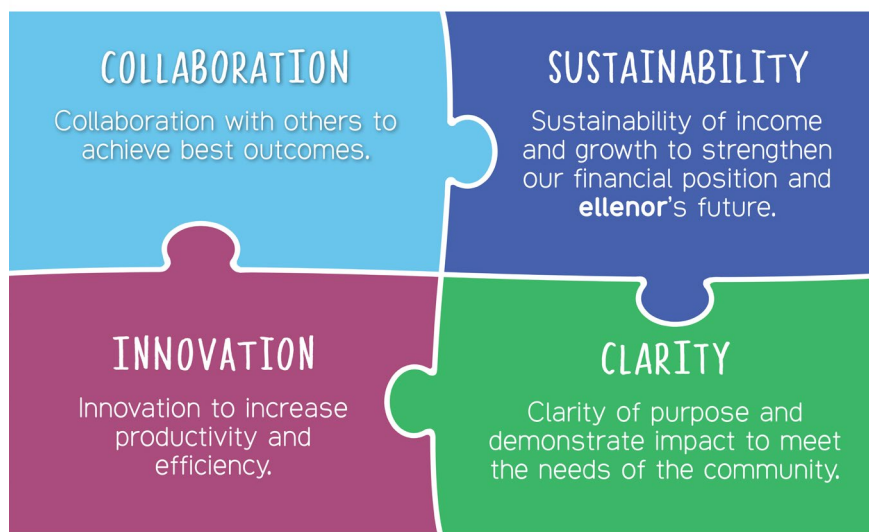 COLLABORATION
Collaboration with others to
achieve best outcomes.
SUSTAINABILITY
Sustainability of income
and growth to strengthen
our financial position and
ellenor's future.
INNOVATION
Innovation to increase
productivity and
efficiency.
CLARITY
Clarity of purpose and
demonstrate impact to meet
the needs of the community.